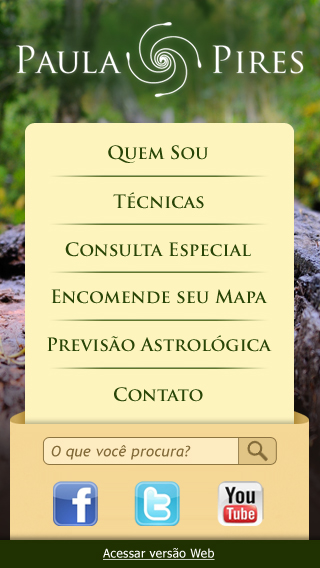 PAULA PIRES
QUEM SOU
TÉCNICAS
CONSULTA ESPECIAL
ENCOMENDE SEU MAPA
PREVISÃO ASTROLÓGICA
CONTATO
O que você procura?
f t You Tube
Acessar versão Web